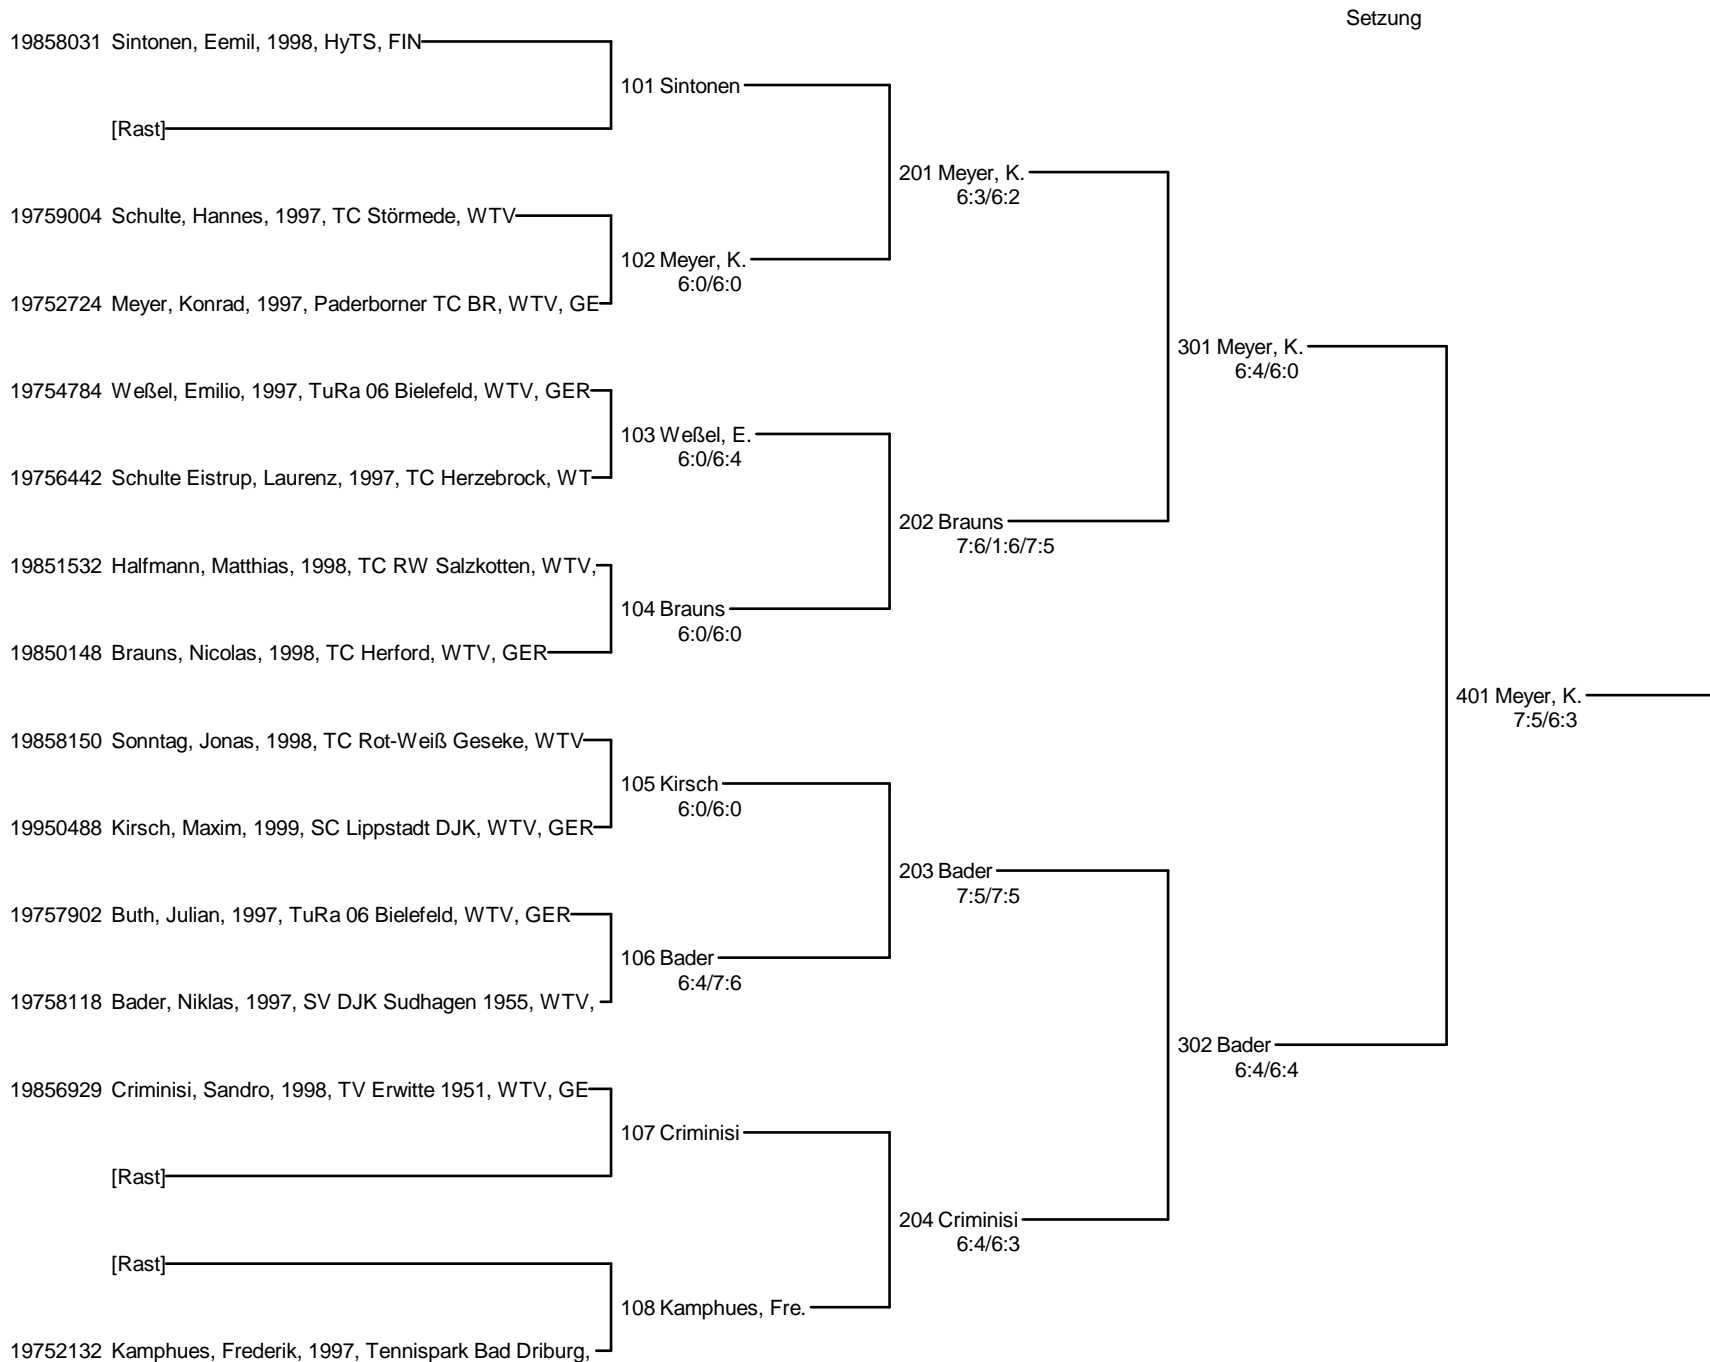 Setzung
19858031 Sintonen, Eemil, 1998, HyTS, FIN
101 Sintonen
[Rast]
201 Meyer, K.
6:3/6:2
19759004 Schulte, Hannes, 1997, TC Störmede, WTV
102 Meyer, K.
6:0/6:0
19752724 Meyer, Konrad, 1997, Paderborner TC BR, WTV, GE
301 Meyer, K.
6:4/6:0
19754784 Weßel, Emilio, 1997, TuRa 06 Bielefeld, WTV, GER
103 Weßel, E.
6:0/6:4
19756442 Schulte Eistrup, Laurenz, 1997, TC Herzebrock, WT
202 Brauns
7:6/1:6/7:5
19851532 Halfmann, Matthias, 1998, TC RW Salzkotten, WTV,
104 Brauns
6:0/6:0
19850148 Brauns, Nicolas, 1998, TC Herford, WTV, GER
401 Meyer, K.
7:5/6:3
19858150 Sonntag, Jonas, 1998, TC Rot-Weiß Geseke, WTV
105 Kirsch
6:0/6:0
19950488 Kirsch, Maxim, 1999, SC Lippstadt DJK, WTV, GER
203 Bader
7:5/7:5
19757902 Buth, Julian, 1997, TuRa 06 Bielefeld, WTV, GER
106 Bader
6:4/7:6
19758118 Bader, Niklas, 1997, SV DJK Sudhagen 1955, WTV,
302 Bader
6:4/6:4
19856929 Criminisi, Sandro, 1998, TV Erwitte 1951, WTV, GE
107 Criminisi
[Rast]
204 Criminisi
6:4/6:3
[Rast]
108 Kamphues, Fre.
19752132 Kamphues, Frederik, 1997, Tennispark Bad Driburg,